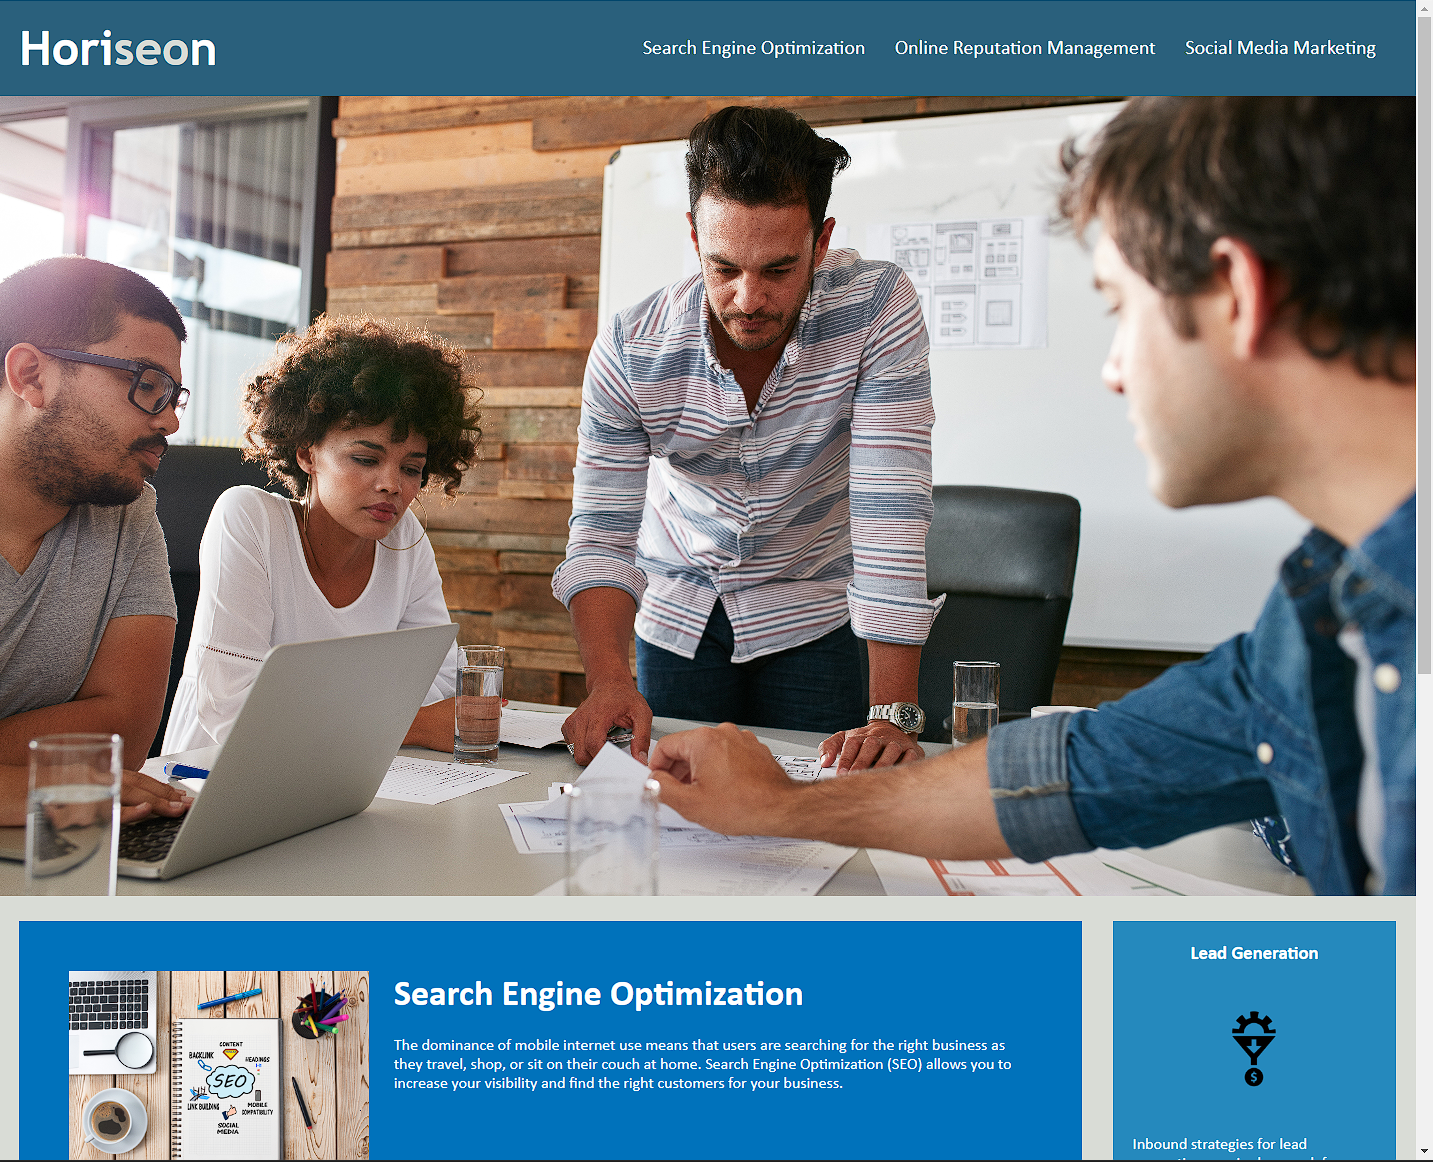 Horiseon
Search Engine Optimization
Online Reputation Management
Social Media Marketing
Search Engine Optimization
The dominance of mobile internet use means that users are searching for the right business as
they travel, shop, or sit on their couch at home. Search Engine Optimization (SEO) allows you to
increase your visibility and find the right customers for your business.
CONTENT
BACKLINK
HEADINGS
SEO
LINK BUILDING
MOBILE
COMPATIBILITY
SOCIAL
MEDIA
Lead Generation
$
Inbound strategies for lead